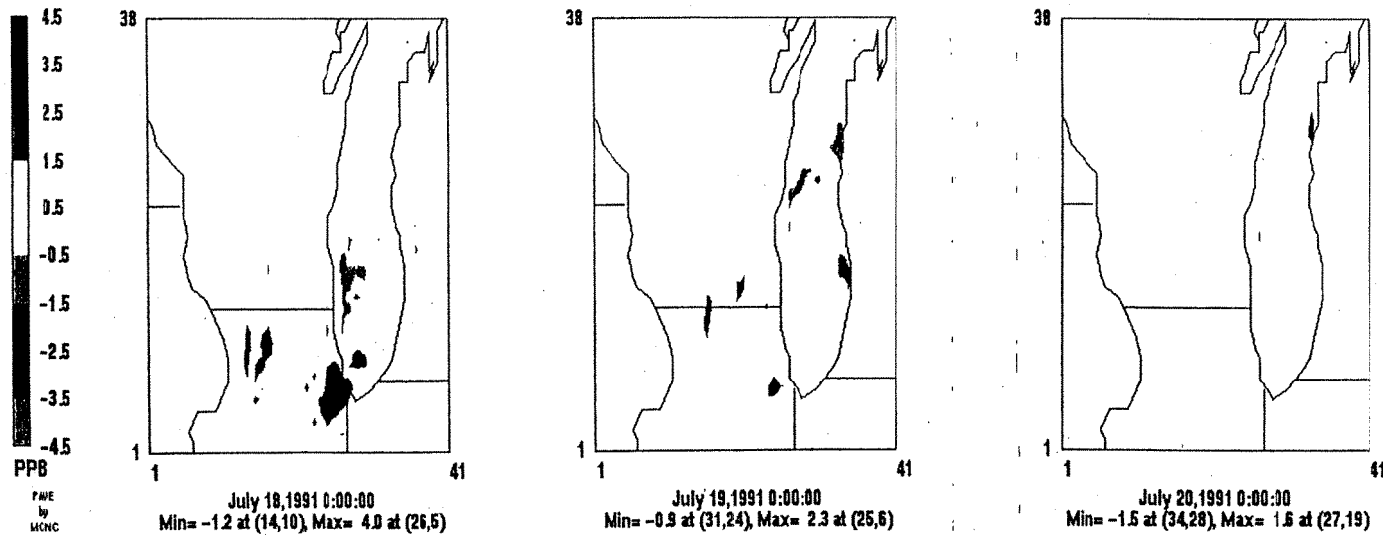 4.5
3.5
2.5
1.5
0.5
-0.5
-1.5
-2.5
-3.5
-4.5
PPB
PAVE
by
MCNC
38
1
1 41
July 18,1991 0:00:00
Min= -1.2 at (14,10), Max= 4.0 at (26,5)
38
1
1 41
July 19,1991 0:00:00
Min= -0.9 at (31,24), Max= 2.3 at (25,6)
38
1
1 41
July 20,1991 0:00:00
Min= -1.5 at (34,28), Max= 1.6 at (27,19)